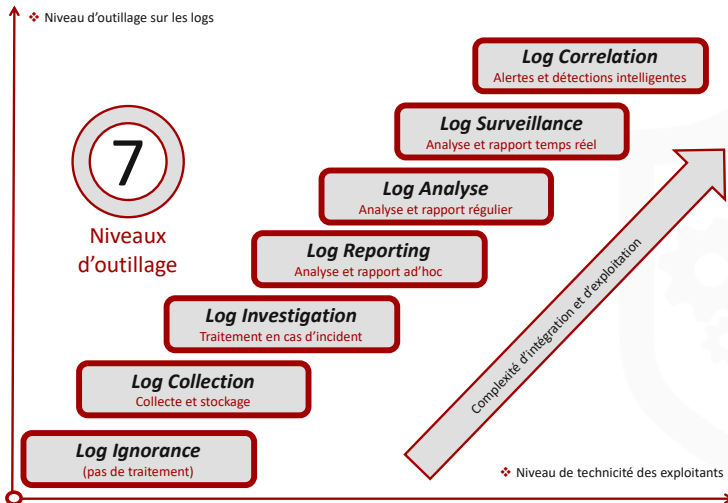 ❖ Niveau d'outillage sur les logs
Log Correlation
Alertes et détections intelligentes
Log Surveillance
Analyse et rapport temps réel
7
Niveaux
d'outillage
Log Analyse
Analyse et rapport régulier
Log Reporting
Analyse et rapport ad'hoc
Log Investigation
Traitement en cas d'incident
Log Collection
Collecte et stockage
Log Ignorance
(pas de traitement)
Complexité d'intégration et d'exploitation
❖ Niveau de technicité des exploitants